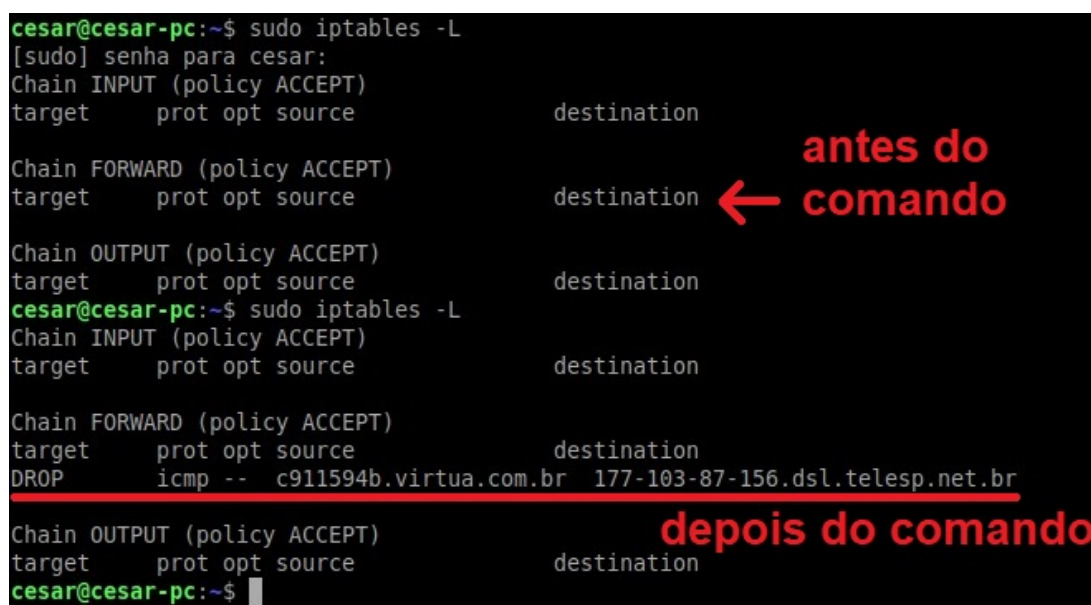 cesar@cesar-pc:~$ sudo iptables -L
[sudo] senha para cesar:
Chain INPUT (policy ACCEPT)
target     prot opt source               destination
antes do
comando
Chain FORWARD (policy ACCEPT)
target     prot opt source               destination
Chain OUTPUT (policy ACCEPT)
target     prot opt source               destination
cesar@cesar-pc:~$ sudo iptables -L
Chain INPUT (policy ACCEPT)
target     prot opt source               destination
Chain FORWARD (policy ACCEPT)
target     prot opt source               destination
DROP       icmp --  c911594b.virtua.com.br  177-103-87-156.dsl.telesp.net.br
depois do comando
Chain OUTPUT (policy ACCEPT)
target     prot opt source               destination
cesar@cesar-pc:~$